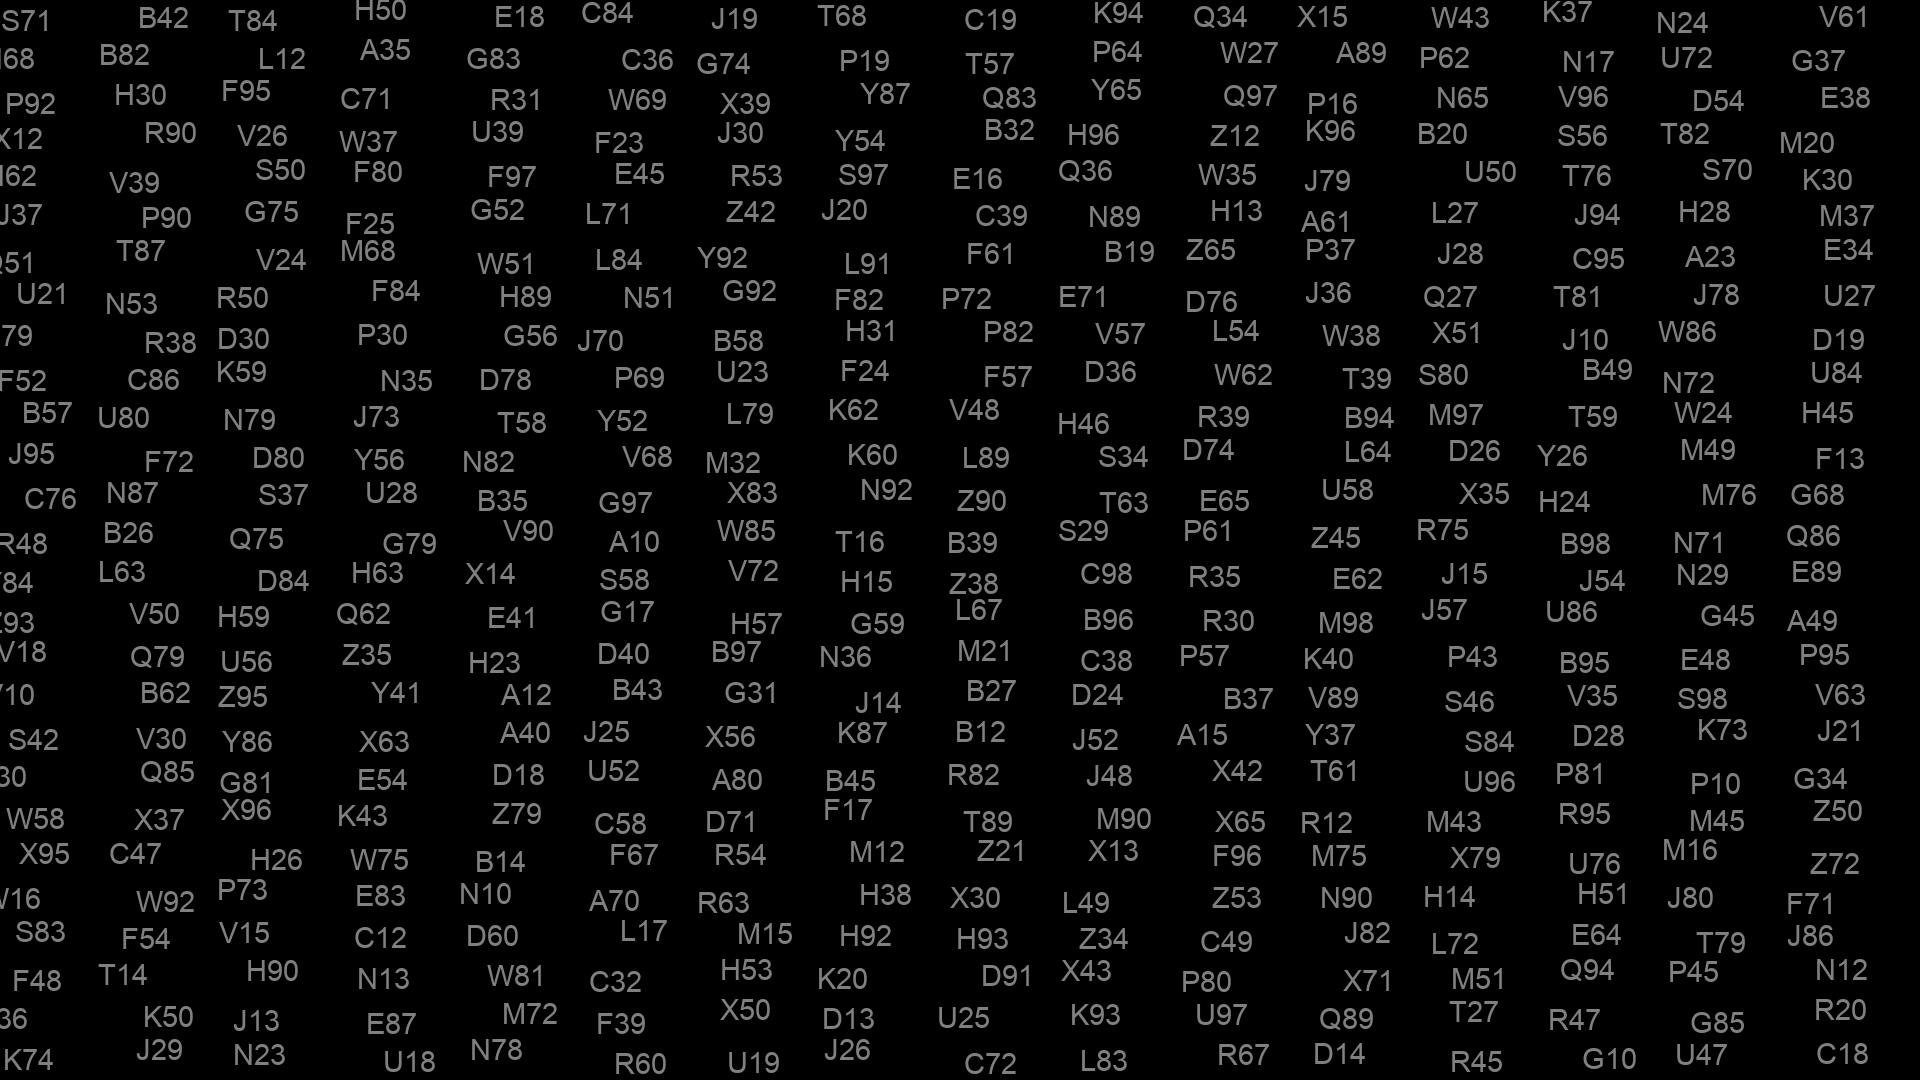 S71 B42 T84 H50 E18 C84 J19 T68 C19 K94 Q34 X15 W43 K37 N24 V61
68 B82 L12 A35 G83 C36 G74 P19 T57 P64 W27 A89 P62 N17 U72 G37
P92 H30 F95 C71 R31 W69 X39 Y87 Q83 Y65 Q97 P16 N65 V96 D54 E38
X12 R90 V26 W37 U39 F23 J30 Y54 B32 H96 Z12 K96 B20 S56 T82 M20
62 V39 S50 F80 F97 E45 R53 S97 E16 Q36 W35 J79 U50 T76 S70 K30
J37 P90 G75 F25 G52 L71 Z42 J20 C39 N89 H13 A61 L27 J94 H28 M37
51 T87 V24 M68 W51 L84 Y92 L91 F61 B19 Z65 P37 J28 C95 A23 E34
U21 N53 R50 F84 H89 N51 G92 F82 P72 E71 D76 J36 Q27 T81 J78 U27
79 R38 D30 P30 G56 J70 B58 H31 P82 V57 L54 W38 X51 J10 W86 D19
F52 C86 K59 N35 D78 P69 U23 F24 F57 D36 W62 T39 S80 B49 N72 U84
B57 U80 N79 J73 T58 Y52 L79 K62 V48 H46 R39 B94 M97 T59 W24 H45
J95 F72 D80 Y56 N82 V68 M32 K60 L89 S34 D74 L64 D26 Y26 M49 F13
C76 N87 S37 U28 B35 G97 X83 N92 Z90 T63 E65 U58 X35 H24 M76 G68
R48 B26 Q75 G79 V90 A10 W85 T16 B39 S29 P61 Z45 R75 B98 N71 Q86
84 L63 D84 H63 X14 S58 V72 H15 Z38 C98 R35 E62 J15 J54 N29 E89
Z93 V50 H59 Q62 E41 G17 H57 G59 L67 B96 R30 M98 J57 U86 G45 A49
V18 Q79 U56 Z35 H23 D40 B97 N36 M21 C38 P57 K40 P43 B95 E48 P95
10 B62 Z95 Y41 A12 B43 G31 J14 B27 D24 B37 V89 S46 V35 S98 V63
S42 V30 Y86 X63 A40 J25 X56 K87 B12 J52 A15 Y37 S84 D28 K73 J21
30 Q85 G81 E54 D18 U52 A80 B45 R82 J48 X42 T61 U96 P81 P10 G34
W58 X37 X96 K43 Z79 C58 D71 F17 T89 M90 X65 R12 M43 R95 M45 Z50
X95 C47 H26 W75 B14 F67 R54 M12 Z21 X13 F96 M75 X79 U76 M16 Z72
W16 W92 P73 E83 N10 A70 R63 H38 X30 L49 Z53 N90 H14 H51 J80 F71
S83 F54 V15 C12 D60 L17 M15 H92 H93 Z34 C49 J82 L72 E64 T79 J86
F48 T14 H90 N13 W81 C32 H53 K20 D91 X43 P80 X71 M51 Q94 P45 N12
36 K50 J13 E87 M72 F39 X50 D13 U25 K93 U97 Q89 T27 R47 G85 R20
K74 J29 N23 U18 N78 R60 U19 J26 C72 L83 R67 D14 R45 G10 U47 C18